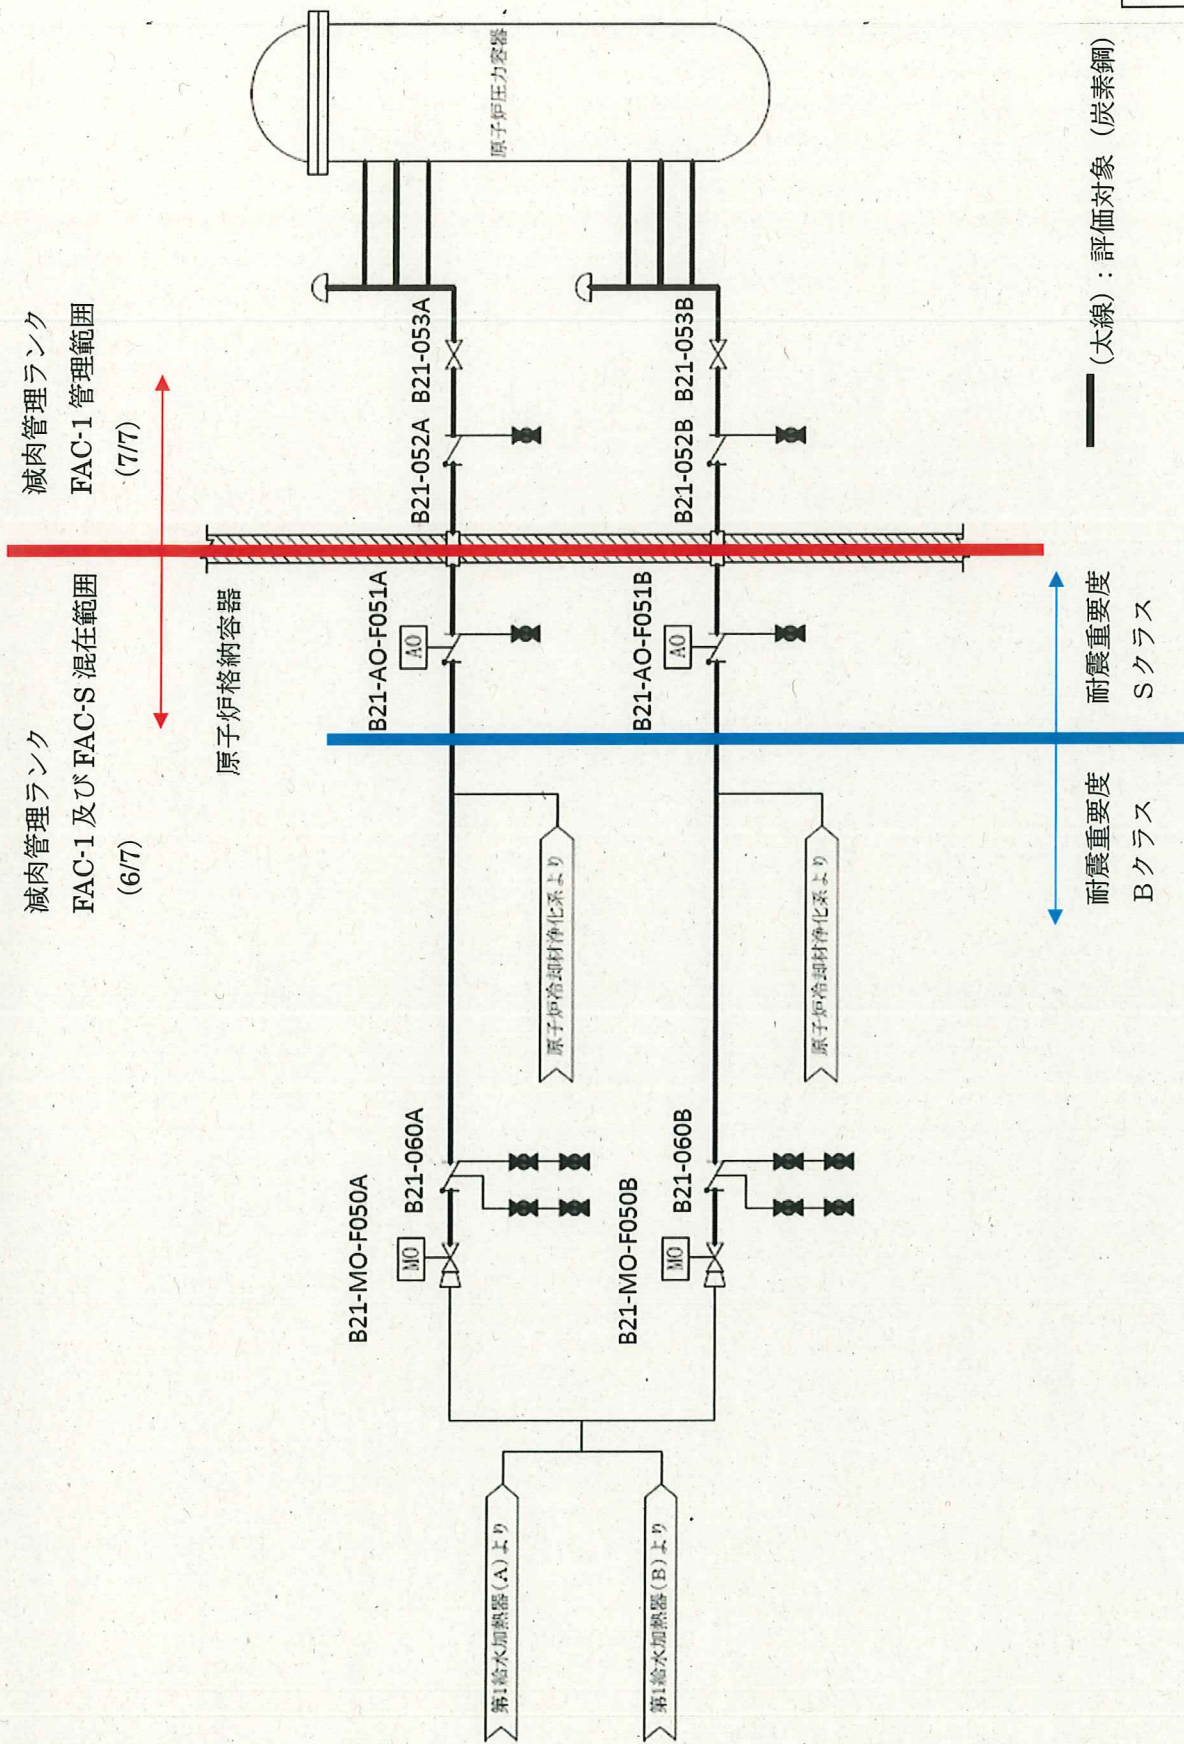 減肉管理ランク
FAC-1 及び FAC-S 混在範囲
(6/7)
減肉管理ランク
FAC-1 管理範囲
(7/7)
原子炉格納容器
原子炉圧力容器
B21-MO-F050A
MO
B21-060A
B21-AO-F051A
AO
B21-052A
B21-053A
原子炉冷却材浄化系より
第1給水加熱器(A)より
第1給水加熱器(B)より
B21-MO-F050B
MO
B21-060B
B21-AO-F051B
AO
B21-052B
B21-053B
原子炉冷却材浄化系より
耐震重要度
Bクラス
耐震重要度
Sクラス
(太線)：評価対象（炭素鋼）